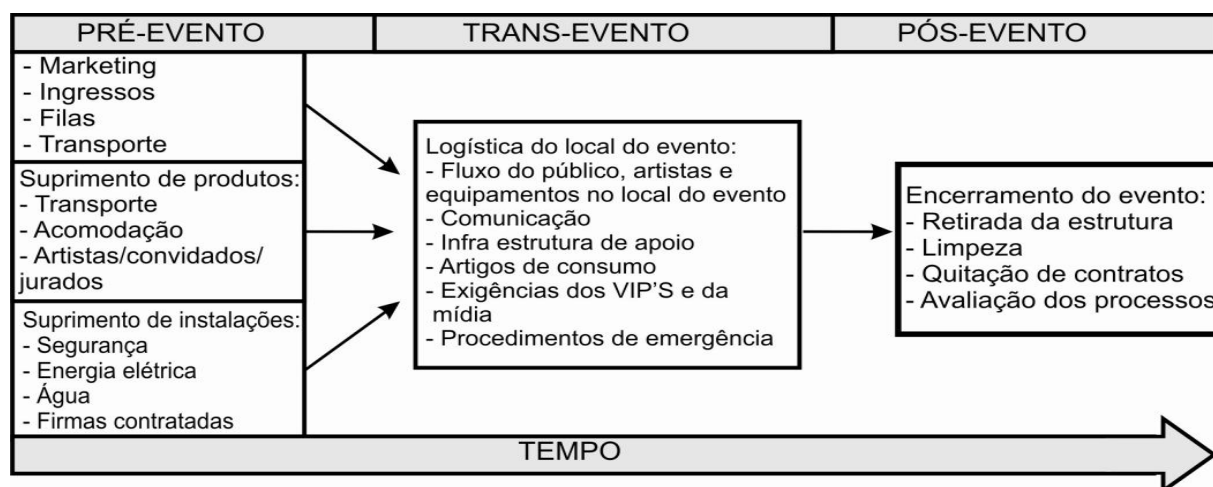 PRÉ-EVENTO
TRANS-EVENTO
PÓS-EVENTO
- Marketing
- Ingressos
- Filas
- Transporte
Suprimento de produtos:
- Transporte
- Acomodação
- Artistas/convidados/
jurados
Suprimento de instalações:
- Segurança
- Energia elétrica
- Água
- Firmas contratadas
Logística do local do evento:
- Fluxo do público, artistas e
equipamentos no local do evento
- Comunicação
- Infra estrutura de apoio
- Artigos de consumo
- Exigências dos VIP'S e da
mídia
- Procedimentos de emergência
Encerramento do evento:
- Retirada da estrutura
- Limpeza
- Quitação de contratos
- Avaliação dos processos
TEMPO